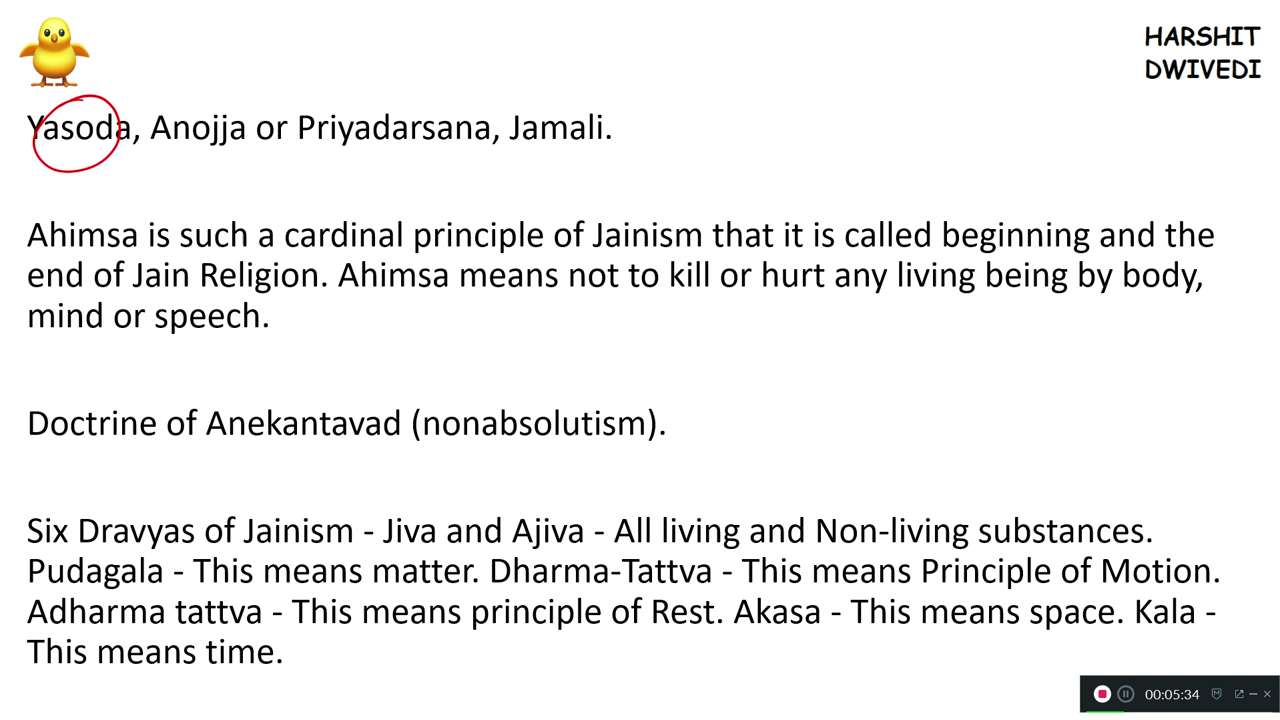 HARSHIT
DWIVEDI
Yasoda, Anojja or Priyadarsana, Jamali.
Ahimsa is such a cardinal principle of Jainism that it is called beginning and the
end of Jain Religion. Ahimsa means not to kill or hurt any living being by body,
mind or speech.
Doctrine of Anekantavad (nonabsolutism).
Six Dravyas of Jainism - Jiva and Ajiva - All living and Non-living substances.
Pudagala - This means matter. Dharma-Tattva - This means Principle of Motion.
Adharma tattva - This means principle of Rest. Akasa - This means space. Kala -
This means time.
00:05:34